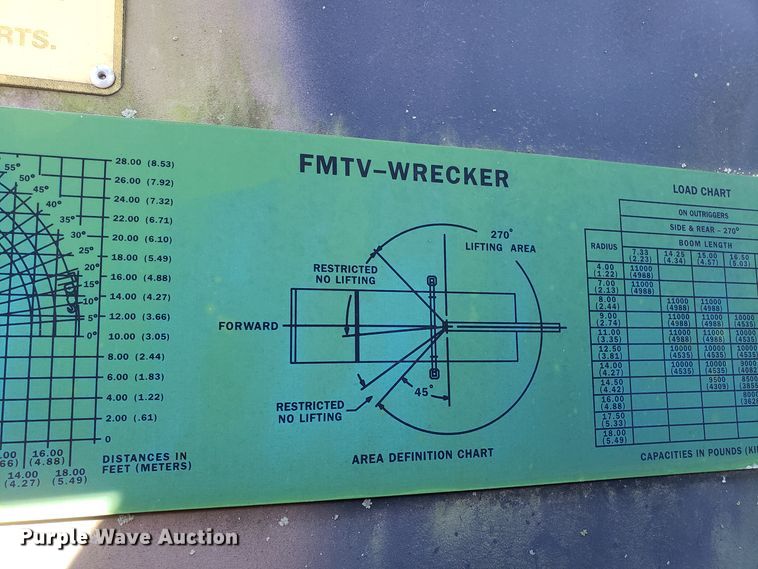 RTS.
FMTV–WRECKER
55°
50°
45°
40°
35°
30°
25°
20°
15°
10°
5°
0°
28.00 (8.53)
26.00 (7.92)
24.00 (7.32)
22.00 (6.71)
20.00 (6.10)
18.00 (5.49)
16.00 (4.88)
14.00 (4.27)
12.00 (3.66)
10.00 (3.05)
8.00 (2.44)
6.00 (1.83)
4.00 (1.22)
2.00 (.61)
0
16.00
(4.88)
14.00 18.00
(4.27) (5.49)
DISTANCES IN
FEET (METERS)
270°
LIFTING AREA
RESTRICTED
NO LIFTING
FORWARD
45°
RESTRICTED
NO LIFTING
AREA DEFINITION CHART
LOAD CHART
ON OUTRIGGERS
SIDE & REAR – 270°
RADIUS BOOM LENGTH
7.33 14.25 15.00 16.50
(2.23) (4.34) (4.57) (5.03)
4.00 11000
(1.22) (4988)
7.00 11000
(2.13) (4988)
8.00 11000 11000
(2.44) (4988) (4988)
9.00 11000 11000 10000
(2.74) (4988) (4988) (4535)
11.00 11000 11000 10000
(3.35) (4988) (4988) (4535)
12.50 10000 10000 10000
(3.81) (4535) (4535) (4535)
14.00 10000 10000 9000
(4.27) (4535) (4535) (4082
14.50 9500 8500
(4.42) (4309) (3855
16.00 8000
(4.88) (362
17.50
(5.33)
18.00
(5.49)
CAPACITIES IN POUNDS (KI
Purple Wave Auction